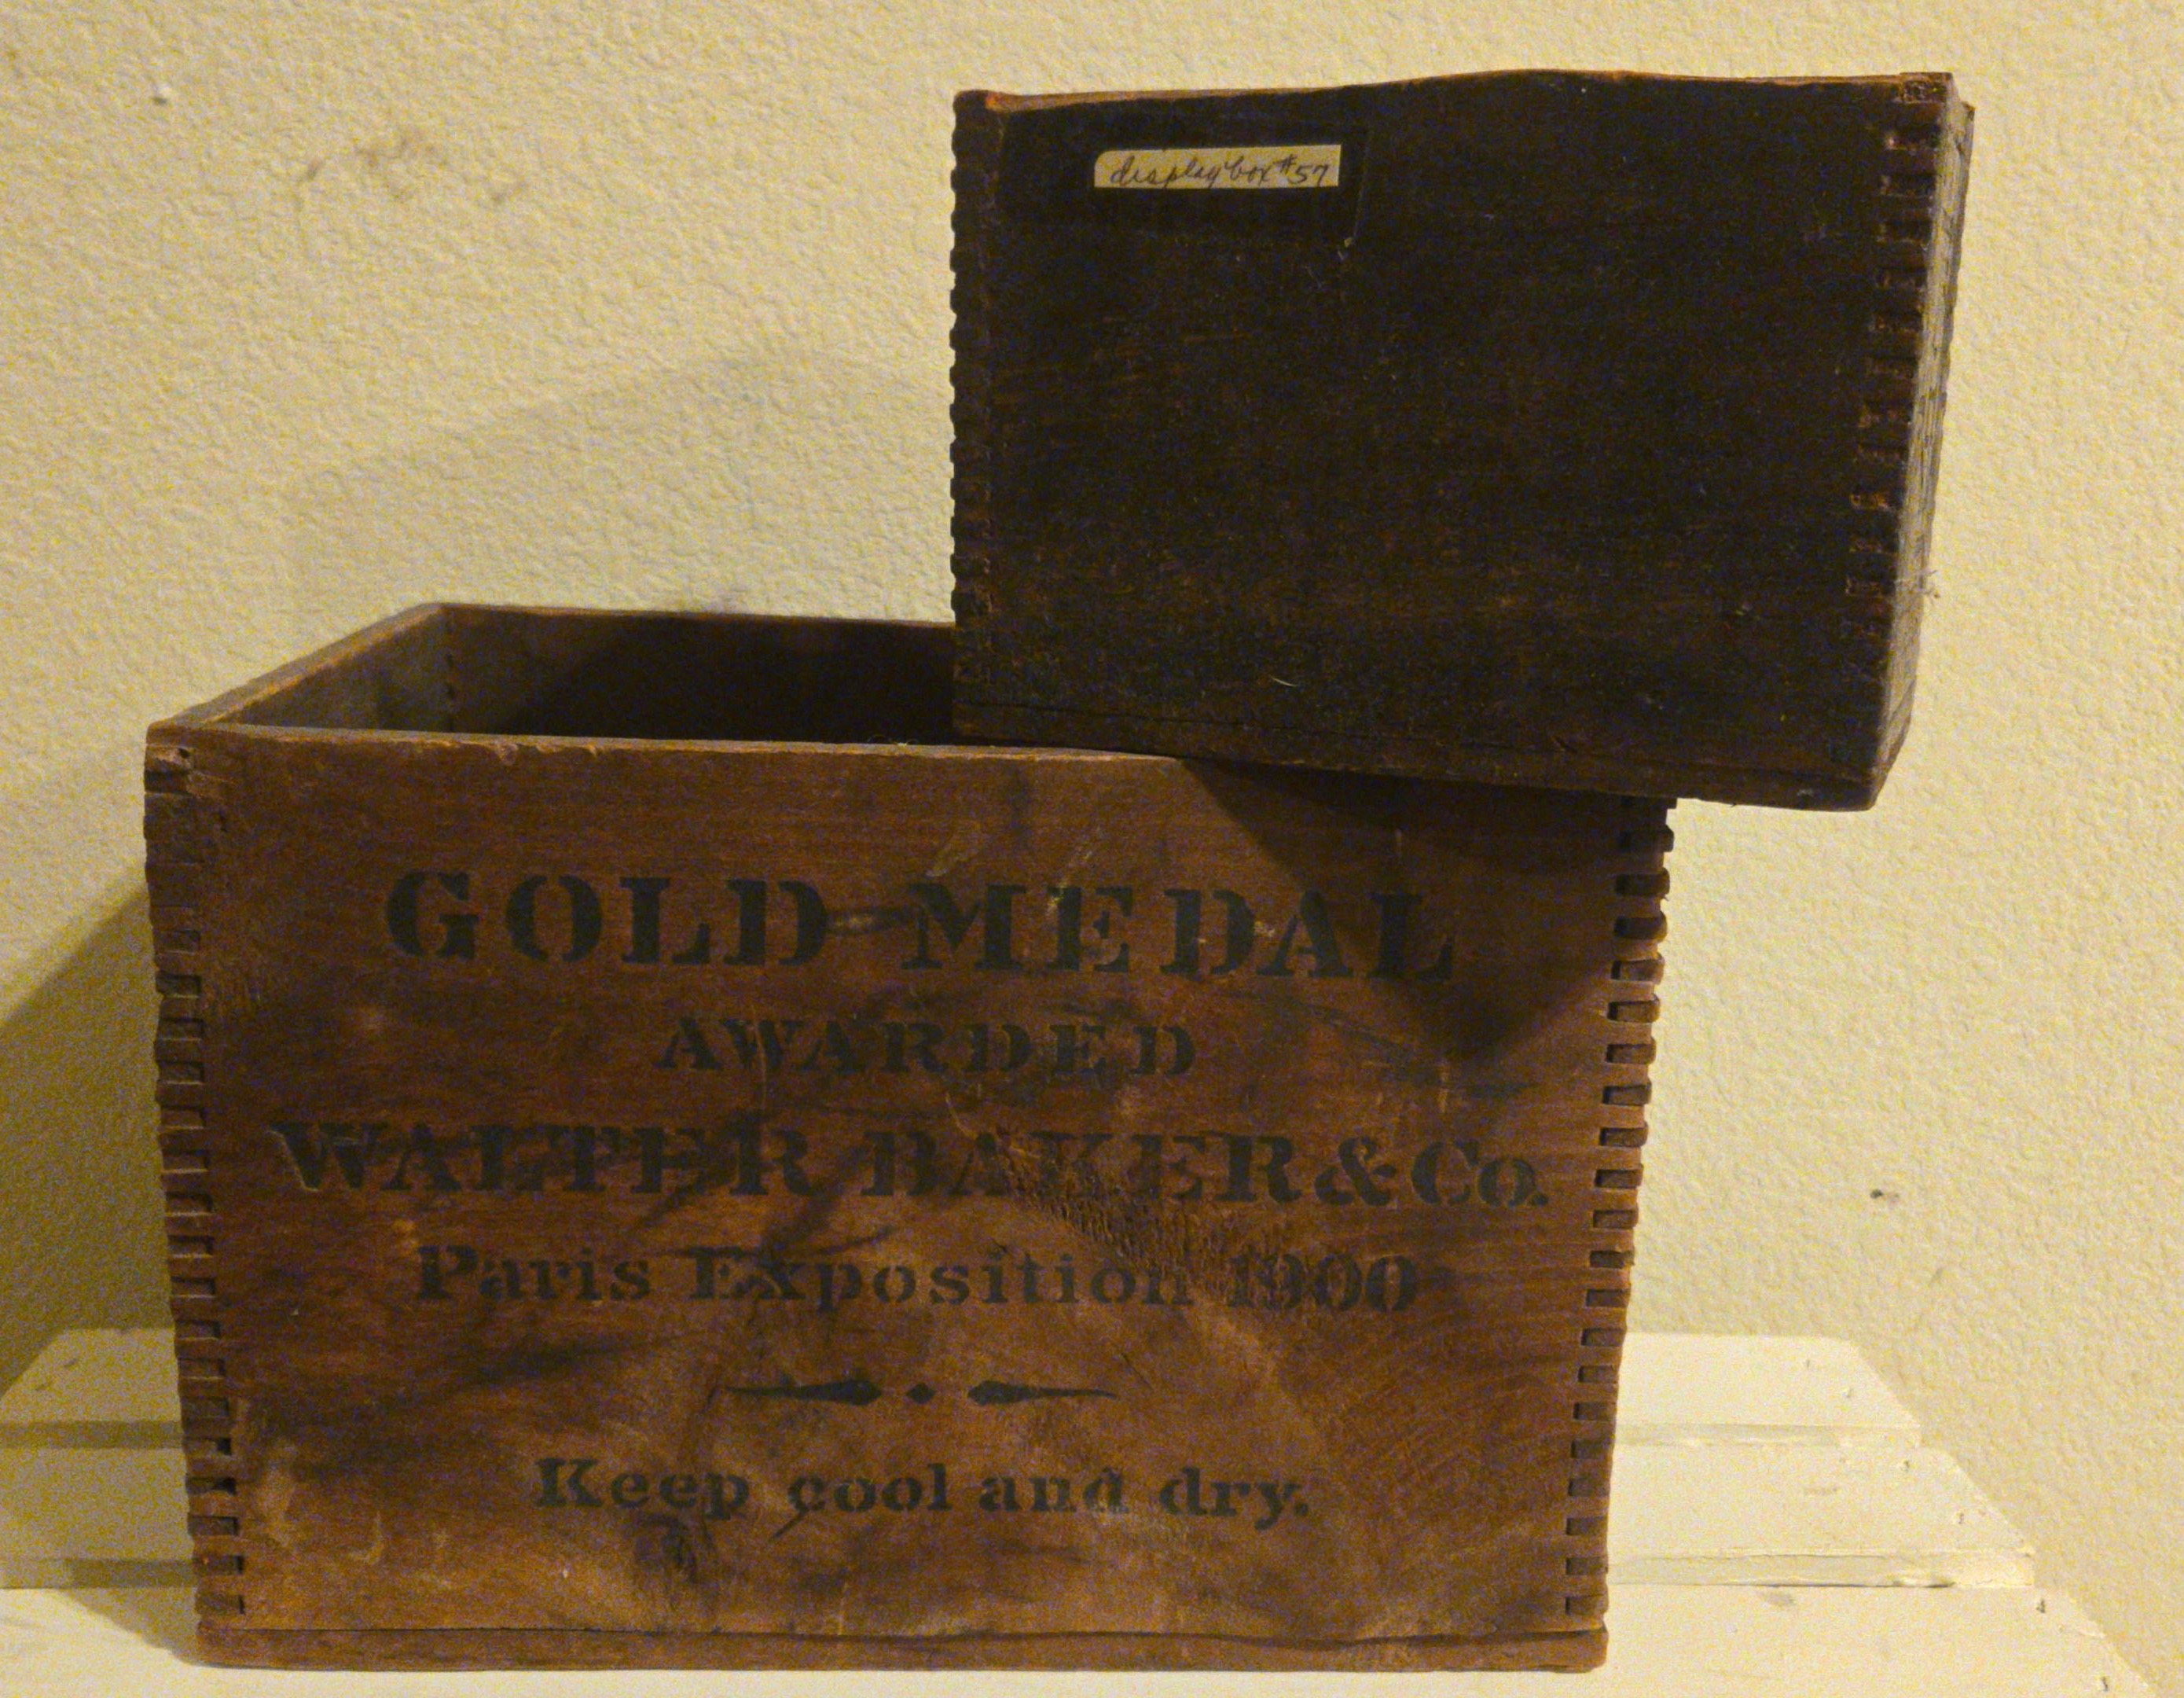 display box #57
GOLD MEDAL
AWARDED
WALTER BAKER & Co.
Paris Exposition 1900
Keep cool and dry.